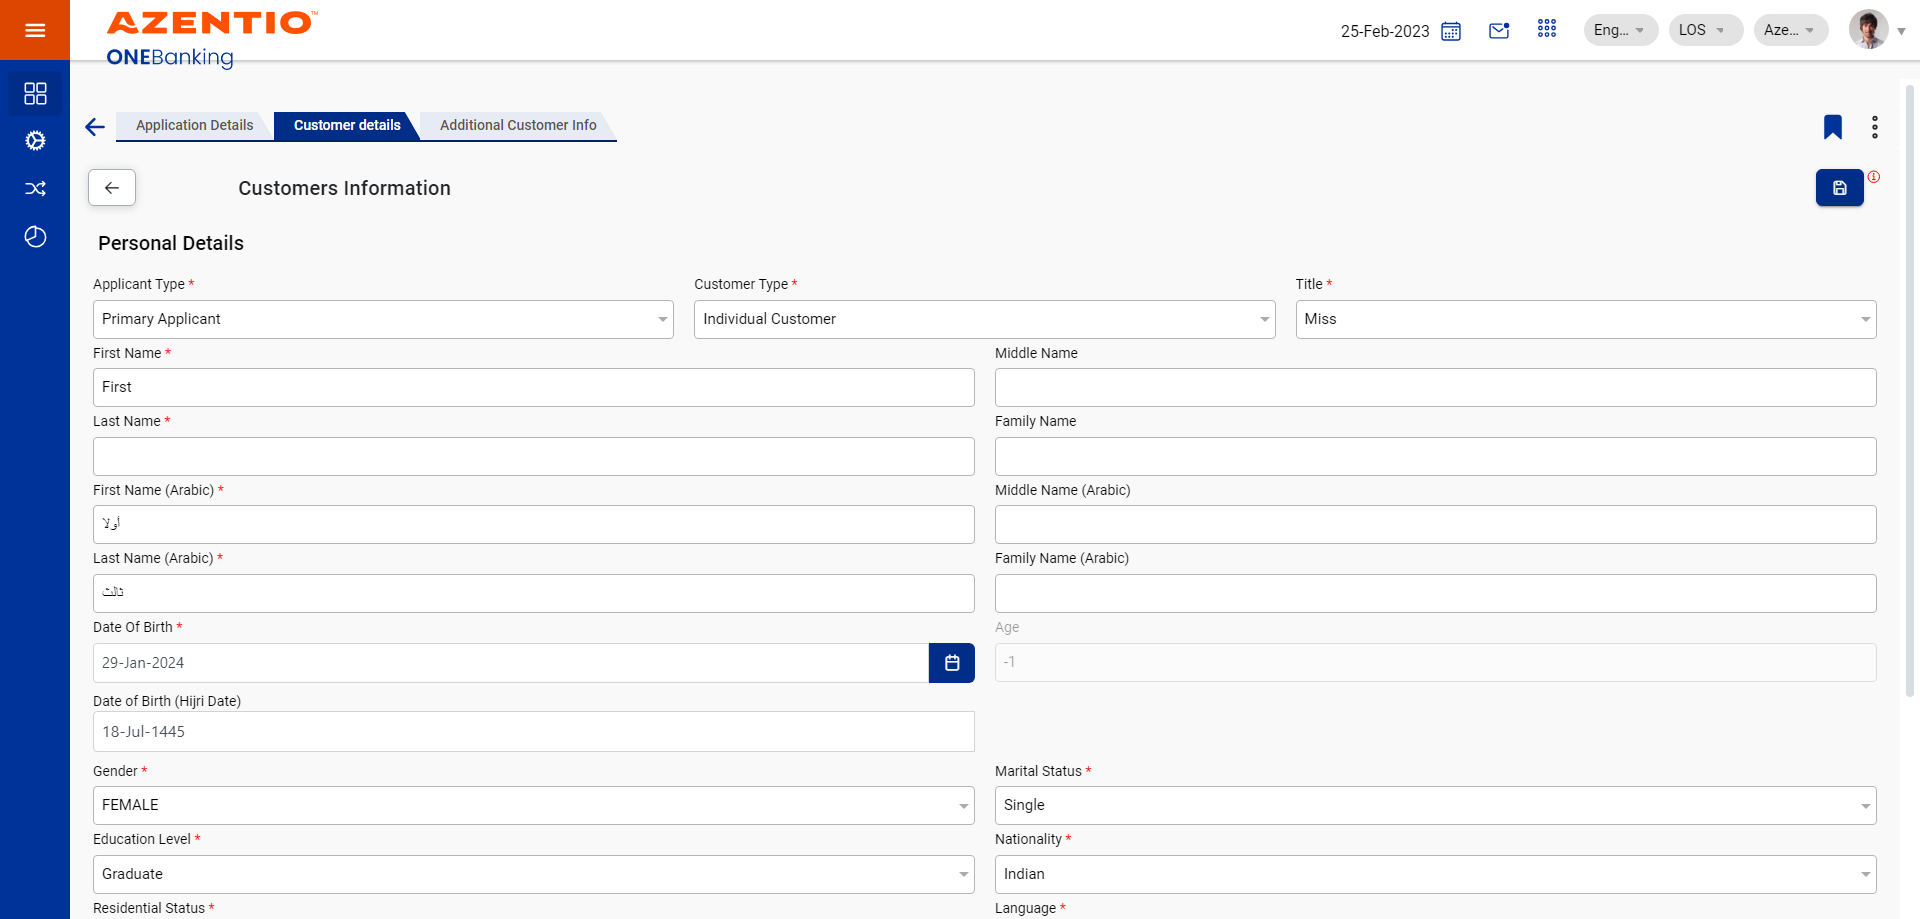 AZENTIO™
ONEBanking
25-Feb-2023
Eng...
LOS
Aze...
Application Details
Customer details
Additional Customer Info
Customers Information
Personal Details
Applicant Type *
Customer Type *
Title *
Primary Applicant
Individual Customer
Miss
First Name *
Middle Name
First
Last Name *
Family Name
First Name (Arabic) *
Middle Name (Arabic)
أولا
Last Name (Arabic) *
Family Name (Arabic)
ثالث
Date Of Birth *
Age
29-Jan-2024
-1
Date of Birth (Hijri Date)
18-Jul-1445
Gender *
Marital Status *
FEMALE
Single
Education Level *
Nationality *
Graduate
Indian
Residential Status *
Language *